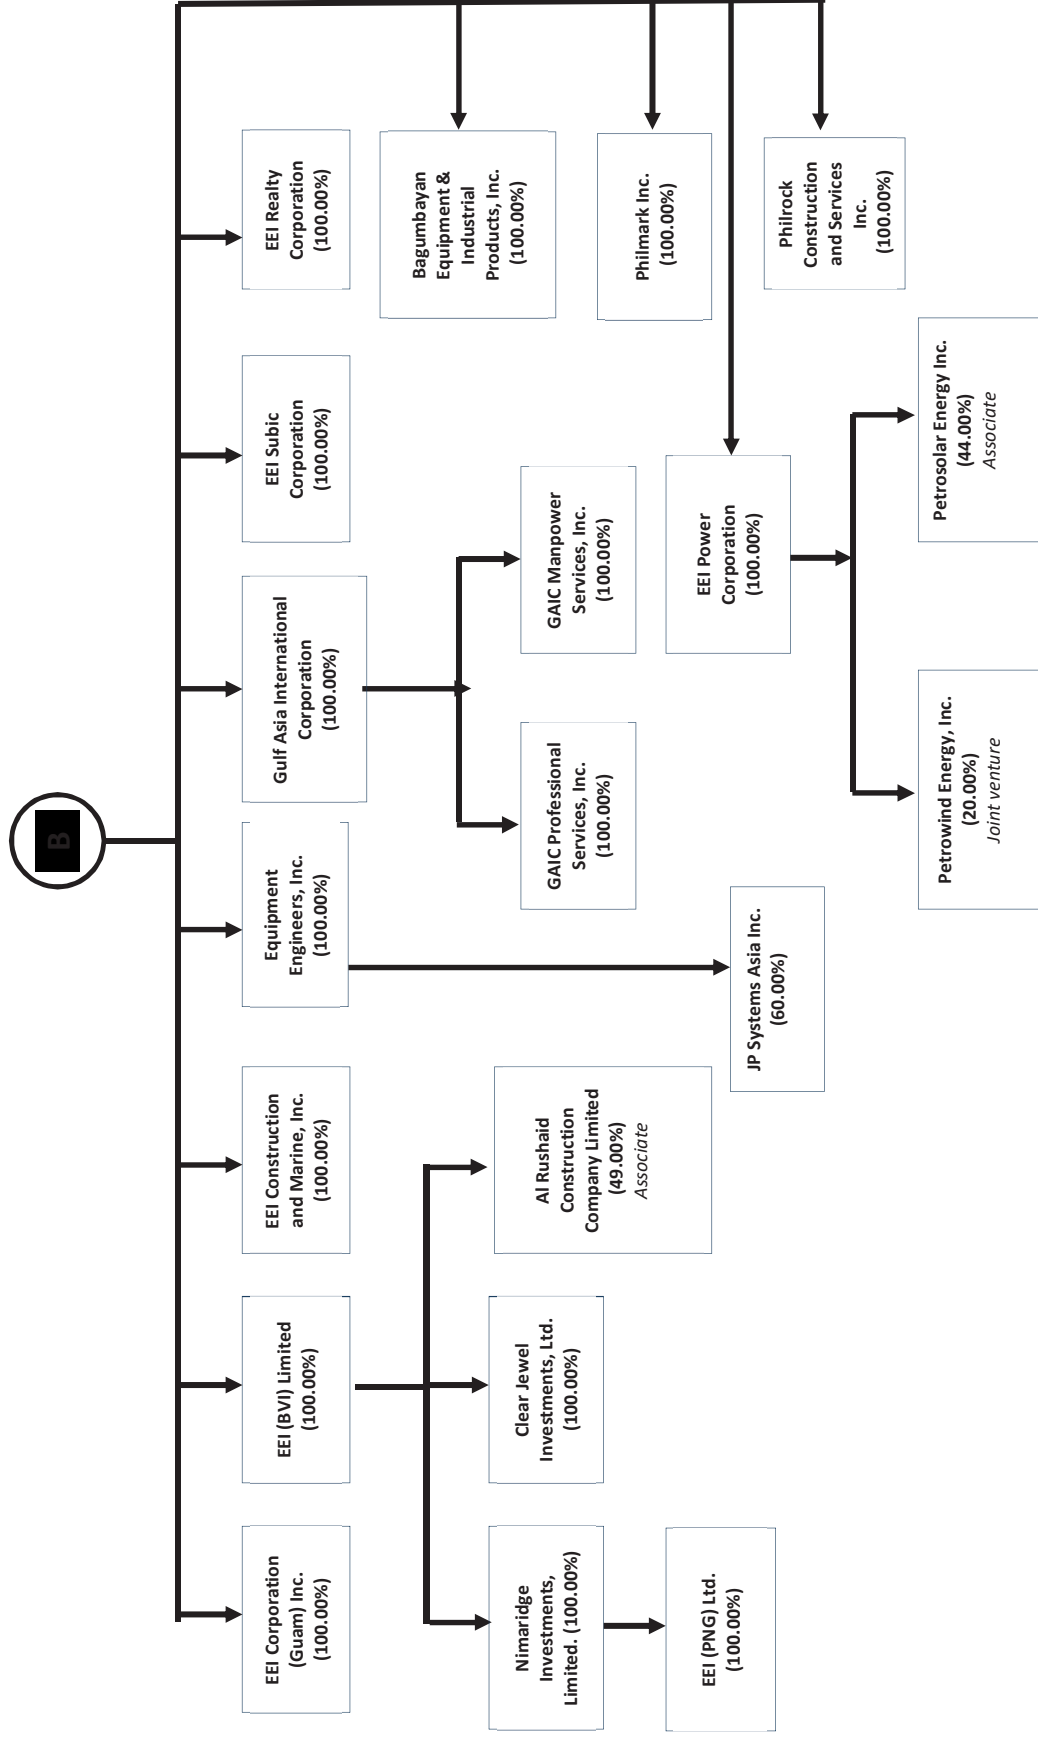 B
EEI Corporation
(Guam) Inc.
(100.00%)
EEI (BVI) Limited
(100.00%)
EEI Construction
and Marine, Inc.
(100.00%)
Equipment
Engineers, Inc.
(100.00%)
Gulf Asia International
Corporation
(100.00%)
EEI Subic
Corporation
(100.00%)
EEI Realty
Corporation
(100.00%)
Bagumbayan
Equipment &
Industrial
Products, Inc.
(100.00%)
Nimaridge
Investments,
Limited. (100.00%)
Clear Jewel
Investments, Ltd.
(100.00%)
Al Rushaid
Construction
Company Limited
(49.00%)
Associate
GAIC Professional
Services, Inc.
(100.00%)
GAIC Manpower
Services, Inc.
(100.00%)
Philmark Inc.
(100.00%)
EEI (PNG) Ltd.
(100.00%)
JP Systems Asia Inc.
(60.00%)
EEI Power
Corporation
(100.00%)
Philrock
Construction
and Services
Inc.
(100.00%)
Petrowind Energy, Inc.
(20.00%)
Joint venture
Petrosolar Energy Inc.
(44.00%)
Associate